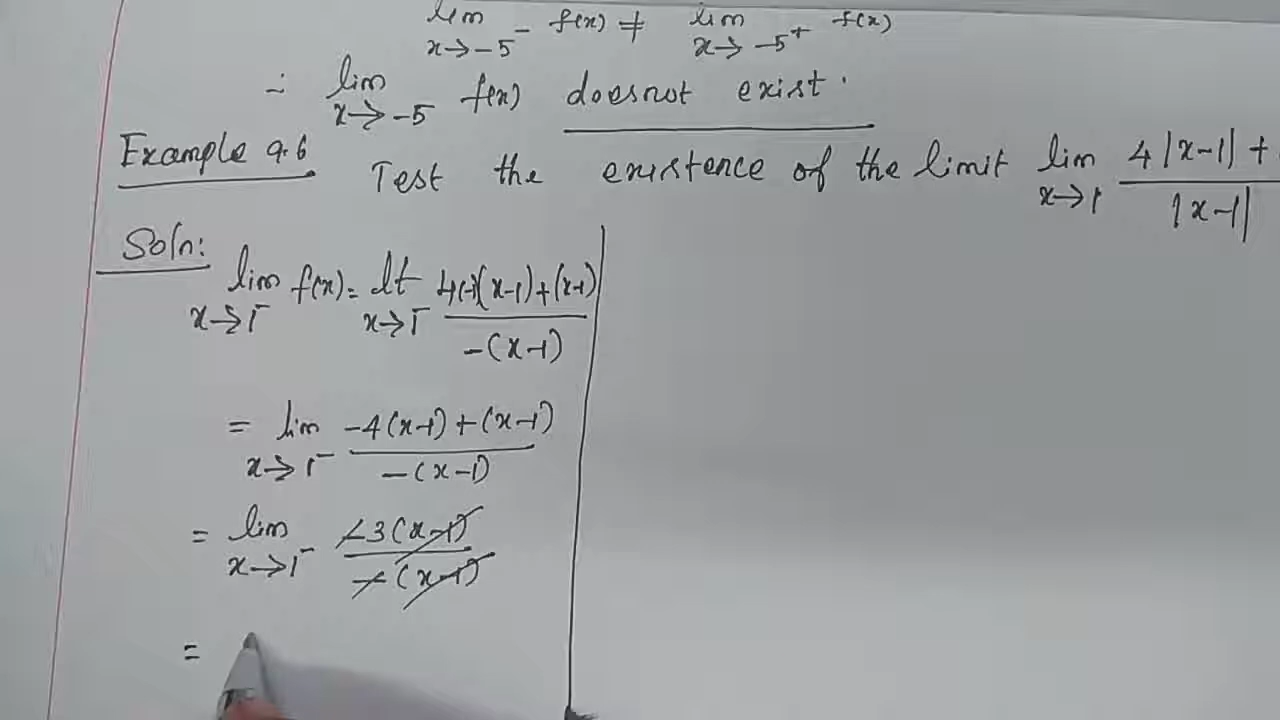 lim x→-5⁻ f(x) ≠ lim x→-5⁺ f(x)
∴ lim x→-5 f(x) doesnot exist.
Example 9.6 Test the existence of the limit lim x→1 4|x-1|+ / |x-1|
Soln:
lim x→1⁻ f(x) = lt x→1⁻ 4(-)(x-1)+(x-1) / -(x-1)
= lim x→1⁻ -4(x-1)+(x-1) / -(x-1)
= lim x→1⁻ -3(x-1) / -(x-1)
=